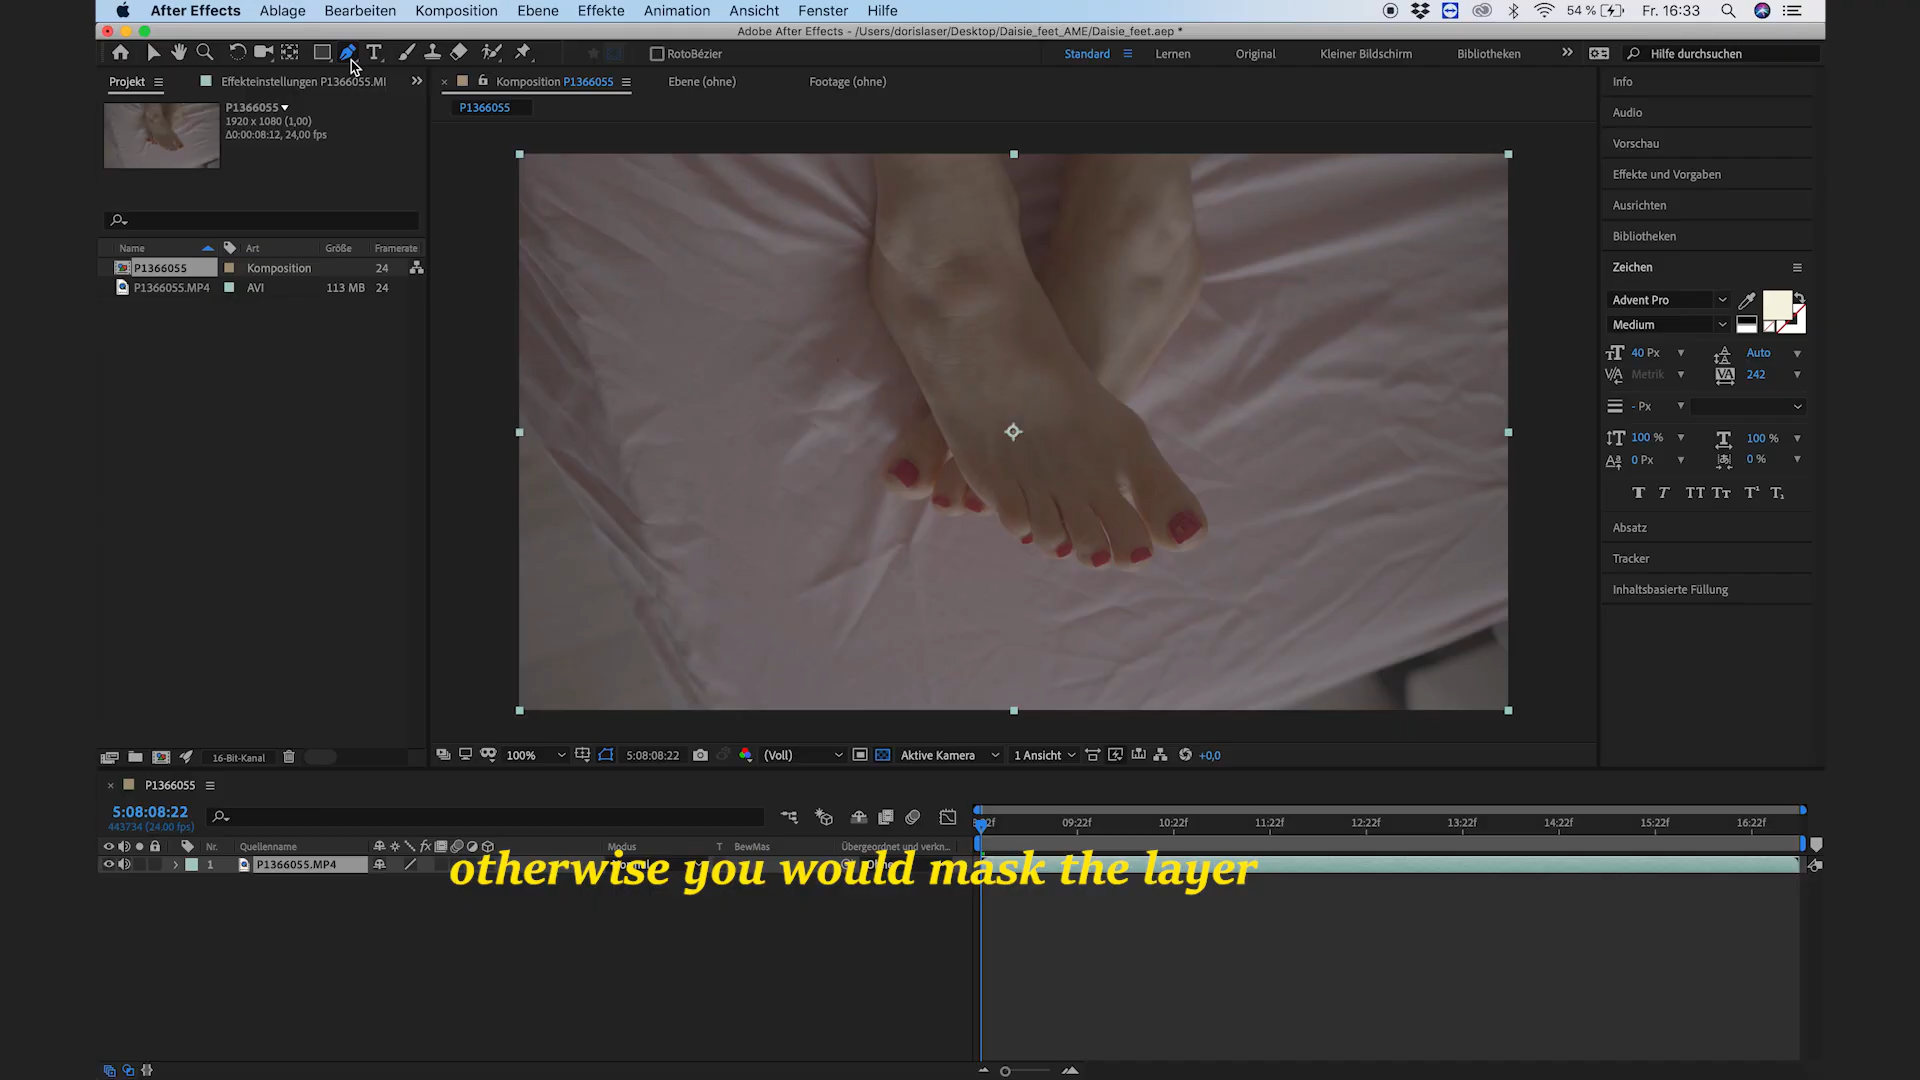 After Effects Ablage Bearbeiten Komposition Ebene Effekte Animation Ansicht Fenster Hilfe 54 % Fr. 16:33
Adobe After Effects - /Users/dorislaser/Desktop/Daisie_feet_AME/Daisie_feet.aep *
RotoBézier Standard Lernen Original Kleiner Bildschirm Bibliotheken Hilfe durchsuchen
Projekt Effekteinstellungen P1366055.MI Komposition P1366055 Ebene (ohne) Footage (ohne)
P1366055
1920 x 1080 (1,00)
Δ0:00:08:12, 24,00 fps
P1366055
Name Art Größe Framerate
P1366055 Komposition 24
P1366055.MP4 AVI 113 MB 24
16-Bit-Kanal
100% 5:08:08:22 (Voll) Aktive Kamera 1 Ansicht +0,0
Info
Audio
Vorschau
Effekte und Vorgaben
Ausrichten
Bibliotheken
Zeichen
Advent Pro
Medium
40 Px Auto
Metrik 242
- Px
100 % 100 %
0 Px 0 %
T T TT Tt T¹ T₁
Absatz
Tracker
Inhaltsbasierte Füllung
P1366055
5:08:08:22
443734 (24.00 fps)
09:22f 10:22f 11:22f 12:22f 13:22f 14:22f 15:22f 16:22f
Nr. Quellenname Modus T BewMas Übergeordnet und verkn...
1 P1366055.MP4
otherwise you would mask the layer